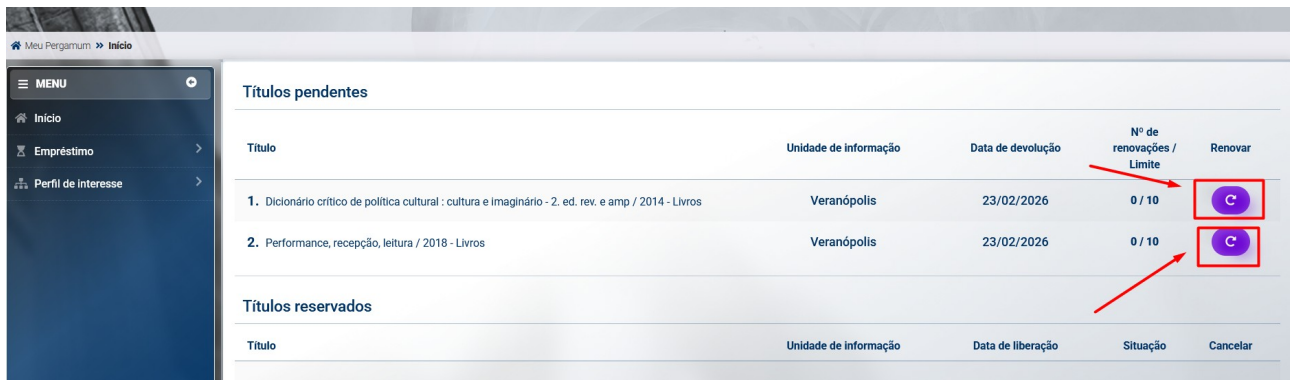 Meu Pergamum » Início
MENU
Início
Empréstimo
Perfil de interesse
Títulos pendentes
Título Unidade de informação Data de devolução Nº de renovações / Limite Renovar
1. Dicionário crítico de política cultural : cultura e imaginário - 2. ed. rev. e amp / 2014 - Livros Veranópolis 23/02/2026 0 / 10
2. Performance, recepção, leitura / 2018 - Livros Veranópolis 23/02/2026 0 / 10
Títulos reservados
Título Unidade de informação Data de liberação Situação Cancelar